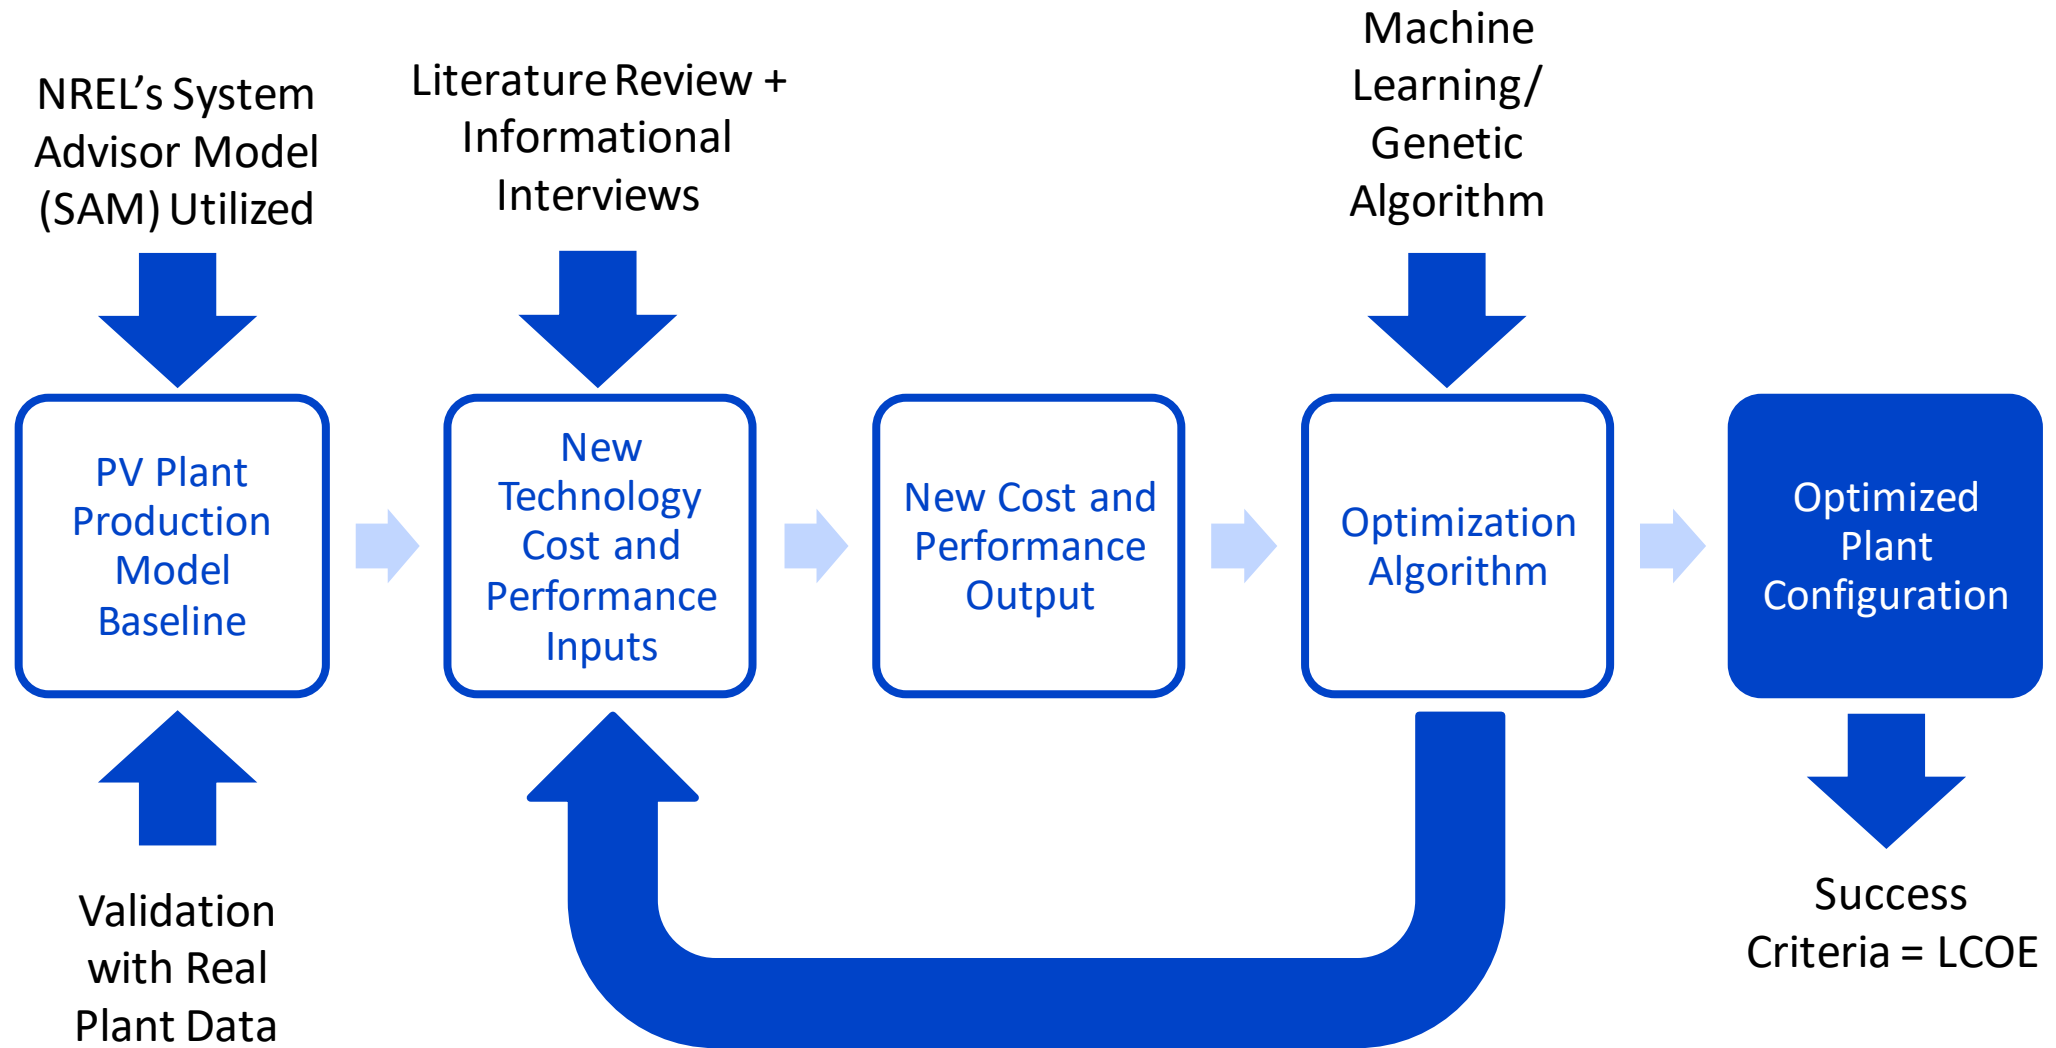 NREL's System
Advisor Model
(SAM) Utilized
Literature Review +
Informational
Interviews
Machine
Learning/
Genetic
Algorithm
PV Plant
Production
Model
Baseline
New
Technology
Cost and
Performance
Inputs
New Cost and
Performance
Output
Optimization
Algorithm
Optimized
Plant
Configuration
Validation
with Real
Plant Data
Success
Criteria = LCOE